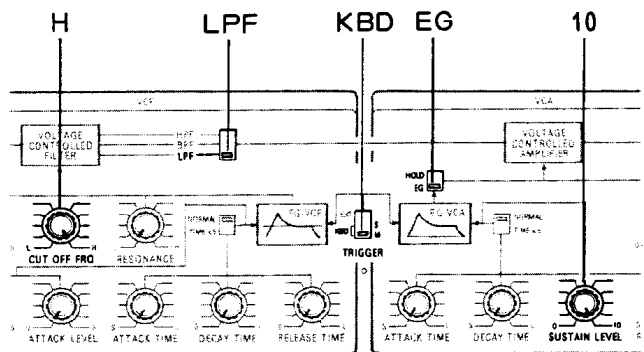 H LPF KBD EG 10
VCF VCA
VOLTAGE CONTROLLED FILTER
HPF
BPF
LPF
VOLTAGE CONTROLLED AMPLIFIER
HOLD
EG
L H
CUT OFF FRQ
RESONANCE
NORMAL
EG VCF
EXT
KBD
S
M
TRIGGER
EG VCA
NORMAL
ATTACK LEVEL ATTACK TIME DECAY TIME RELEASE TIME ATTACK TIME DECAY TIME
0 10
SUSTAIN LEVEL